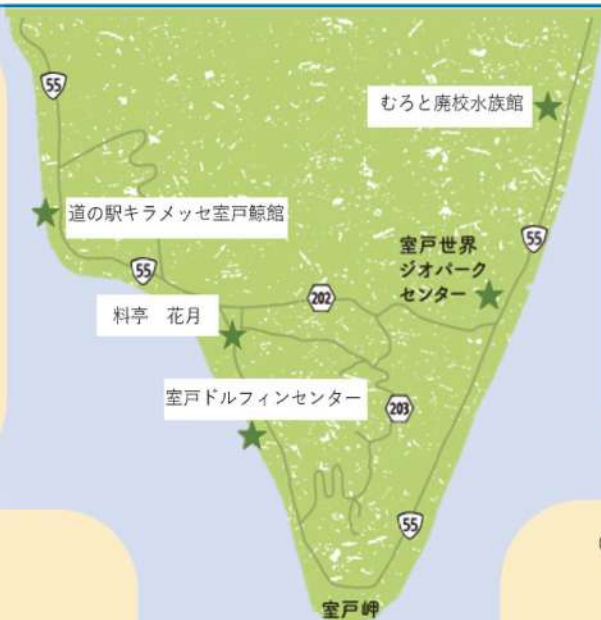 55
むろと廃校水族館
道の駅キラメッセ室戸鯨館
55
室戸世界
ジオパーク
センター
55
202
料亭　花月
室戸ドルフィンセンター
203
55
室戸岬